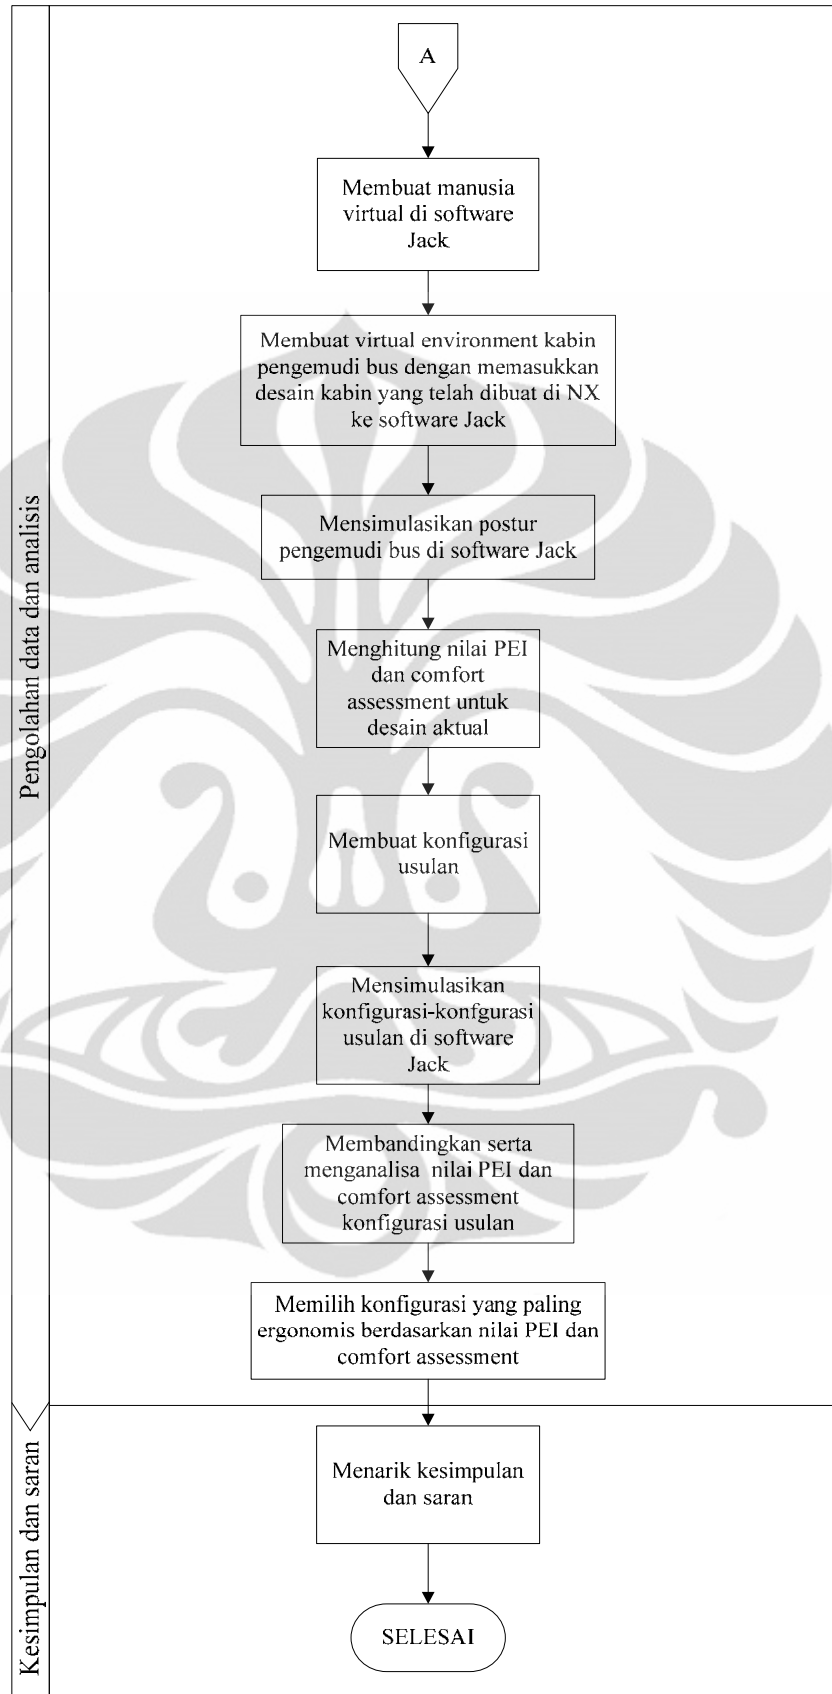 A
Membuat manusia
virtual di software
Jack
Membuat virtual environment kabin
pengemudi bus dengan memasukkan
desain kabin yang telah dibuat di NX
ke software Jack
Mensimulasikan postur
pengemudi bus di software Jack
Menghitung nilai PEI
dan comfort
assessment untuk
desain aktual
Membuat konfigurasi
usulan
Mensimulasikan
konfigurasi-konfgurasi
usulan di software
Jack
Membandingkan serta
menganalisa nilai PEI dan
comfort assessment
konfigurasi usulan
Memilih konfigurasi yang paling
ergonomis berdasarkan nilai PEI dan
comfort assessment
Pengolahan data dan analisis
Menarik kesimpulan
dan saran
SELESAI
Kesimpulan dan saran